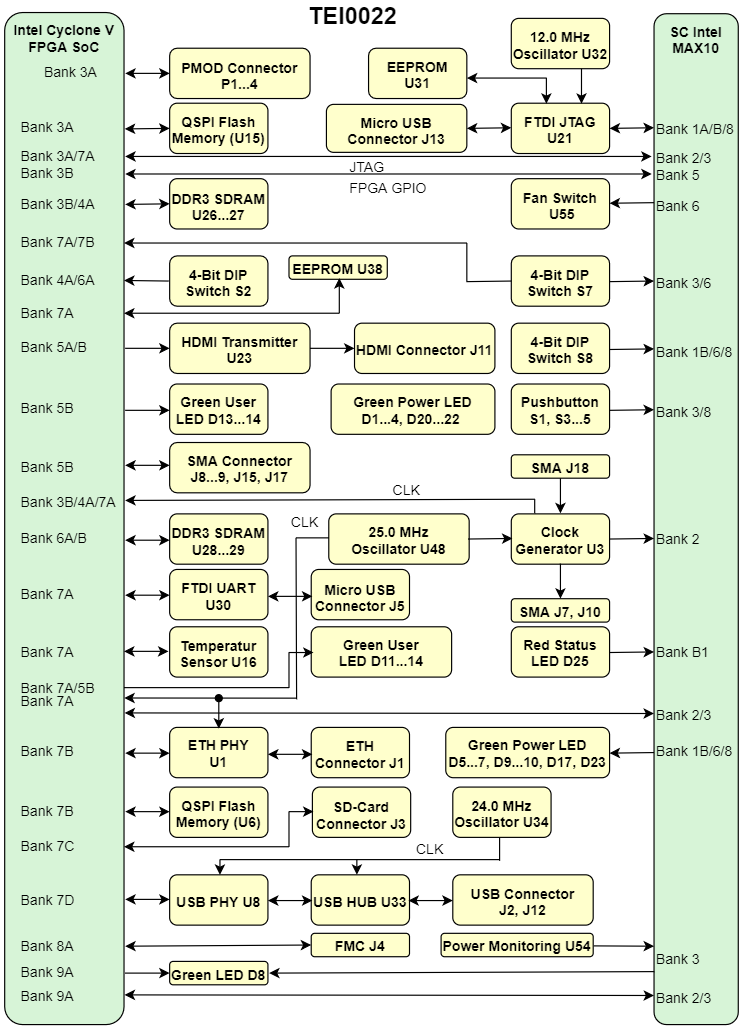 TEI0022
Intel Cyclone V
FPGA SoC
SC Intel
MAX10
12.0 MHz
Oscillator U32
Bank 3A
PMOD Connector
P1...4
EEPROM
U31
Bank 3A
QSPI Flash
Memory (U15)
Micro USB
Connector J13
FTDI JTAG
U21
Bank 1A/B/8
Bank 3A/7A
Bank 2/3
JTAG
Bank 3B
Bank 5
FPGA GPIO
Bank 3B/4A
DDR3 SDRAM
U26...27
Fan Switch
U55
Bank 6
Bank 7A/7B
Bank 4A/6A
4-Bit DIP
Switch S2
EEPROM U38
4-Bit DIP
Switch S7
Bank 3/6
Bank 7A
Bank 5A/B
HDMI Transmitter
U23
HDMI Connector J11
4-Bit DIP
Switch S8
Bank 1B/6/8
Bank 5B
Green User
LED D13...14
Green Power LED
D1...4, D20...22
Pushbutton
S1, S3...5
Bank 3/8
Bank 5B
SMA Connector
J8...9, J15, J17
SMA J18
Bank 3B/4A/7A
CLK
Bank 6A/B
DDR3 SDRAM
U28...29
CLK
25.0 MHz
Oscillator U48
Clock
Generator U3
Bank 2
Bank 7A
FTDI UART
U30
Micro USB
Connector J5
SMA J7, J10
Bank 7A
Temperatur
Sensor U16
Green User
LED D11...14
Red Status
LED D25
Bank B1
Bank 7A/5B
Bank 7A
Bank 2/3
Bank 7B
ETH PHY
U1
ETH
Connector J1
Green Power LED
D5...7, D9...10, D17, D23
Bank 1B/6/8
Bank 7B
QSPI Flash
Memory (U6)
SD-Card
Connector J3
24.0 MHz
Oscillator U34
Bank 7C
CLK
Bank 7D
USB PHY U8
USB HUB U33
USB Connector
J2, J12
Bank 8A
FMC J4
Power Monitoring U54
Bank 3
Bank 9A
Green LED D8
Bank 9A
Bank 2/3